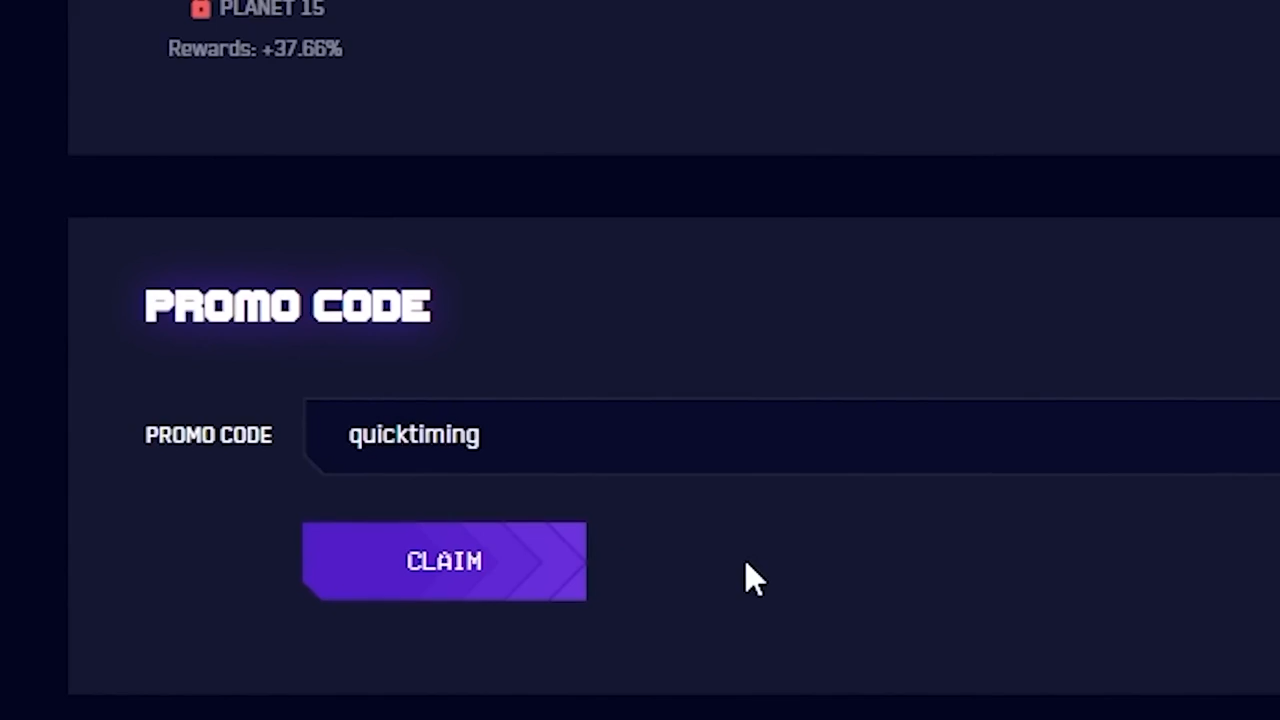 PLANET 15
Rewards: +37.66%
PROMO CODE
PROMO CODE
quicktiming
CLAIM